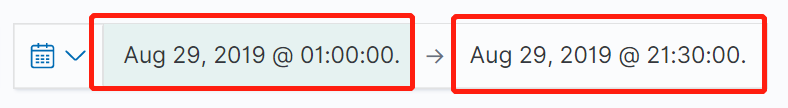 Aug 29, 2019 @ 01:00:00. → Aug 29, 2019 @ 21:30:00.